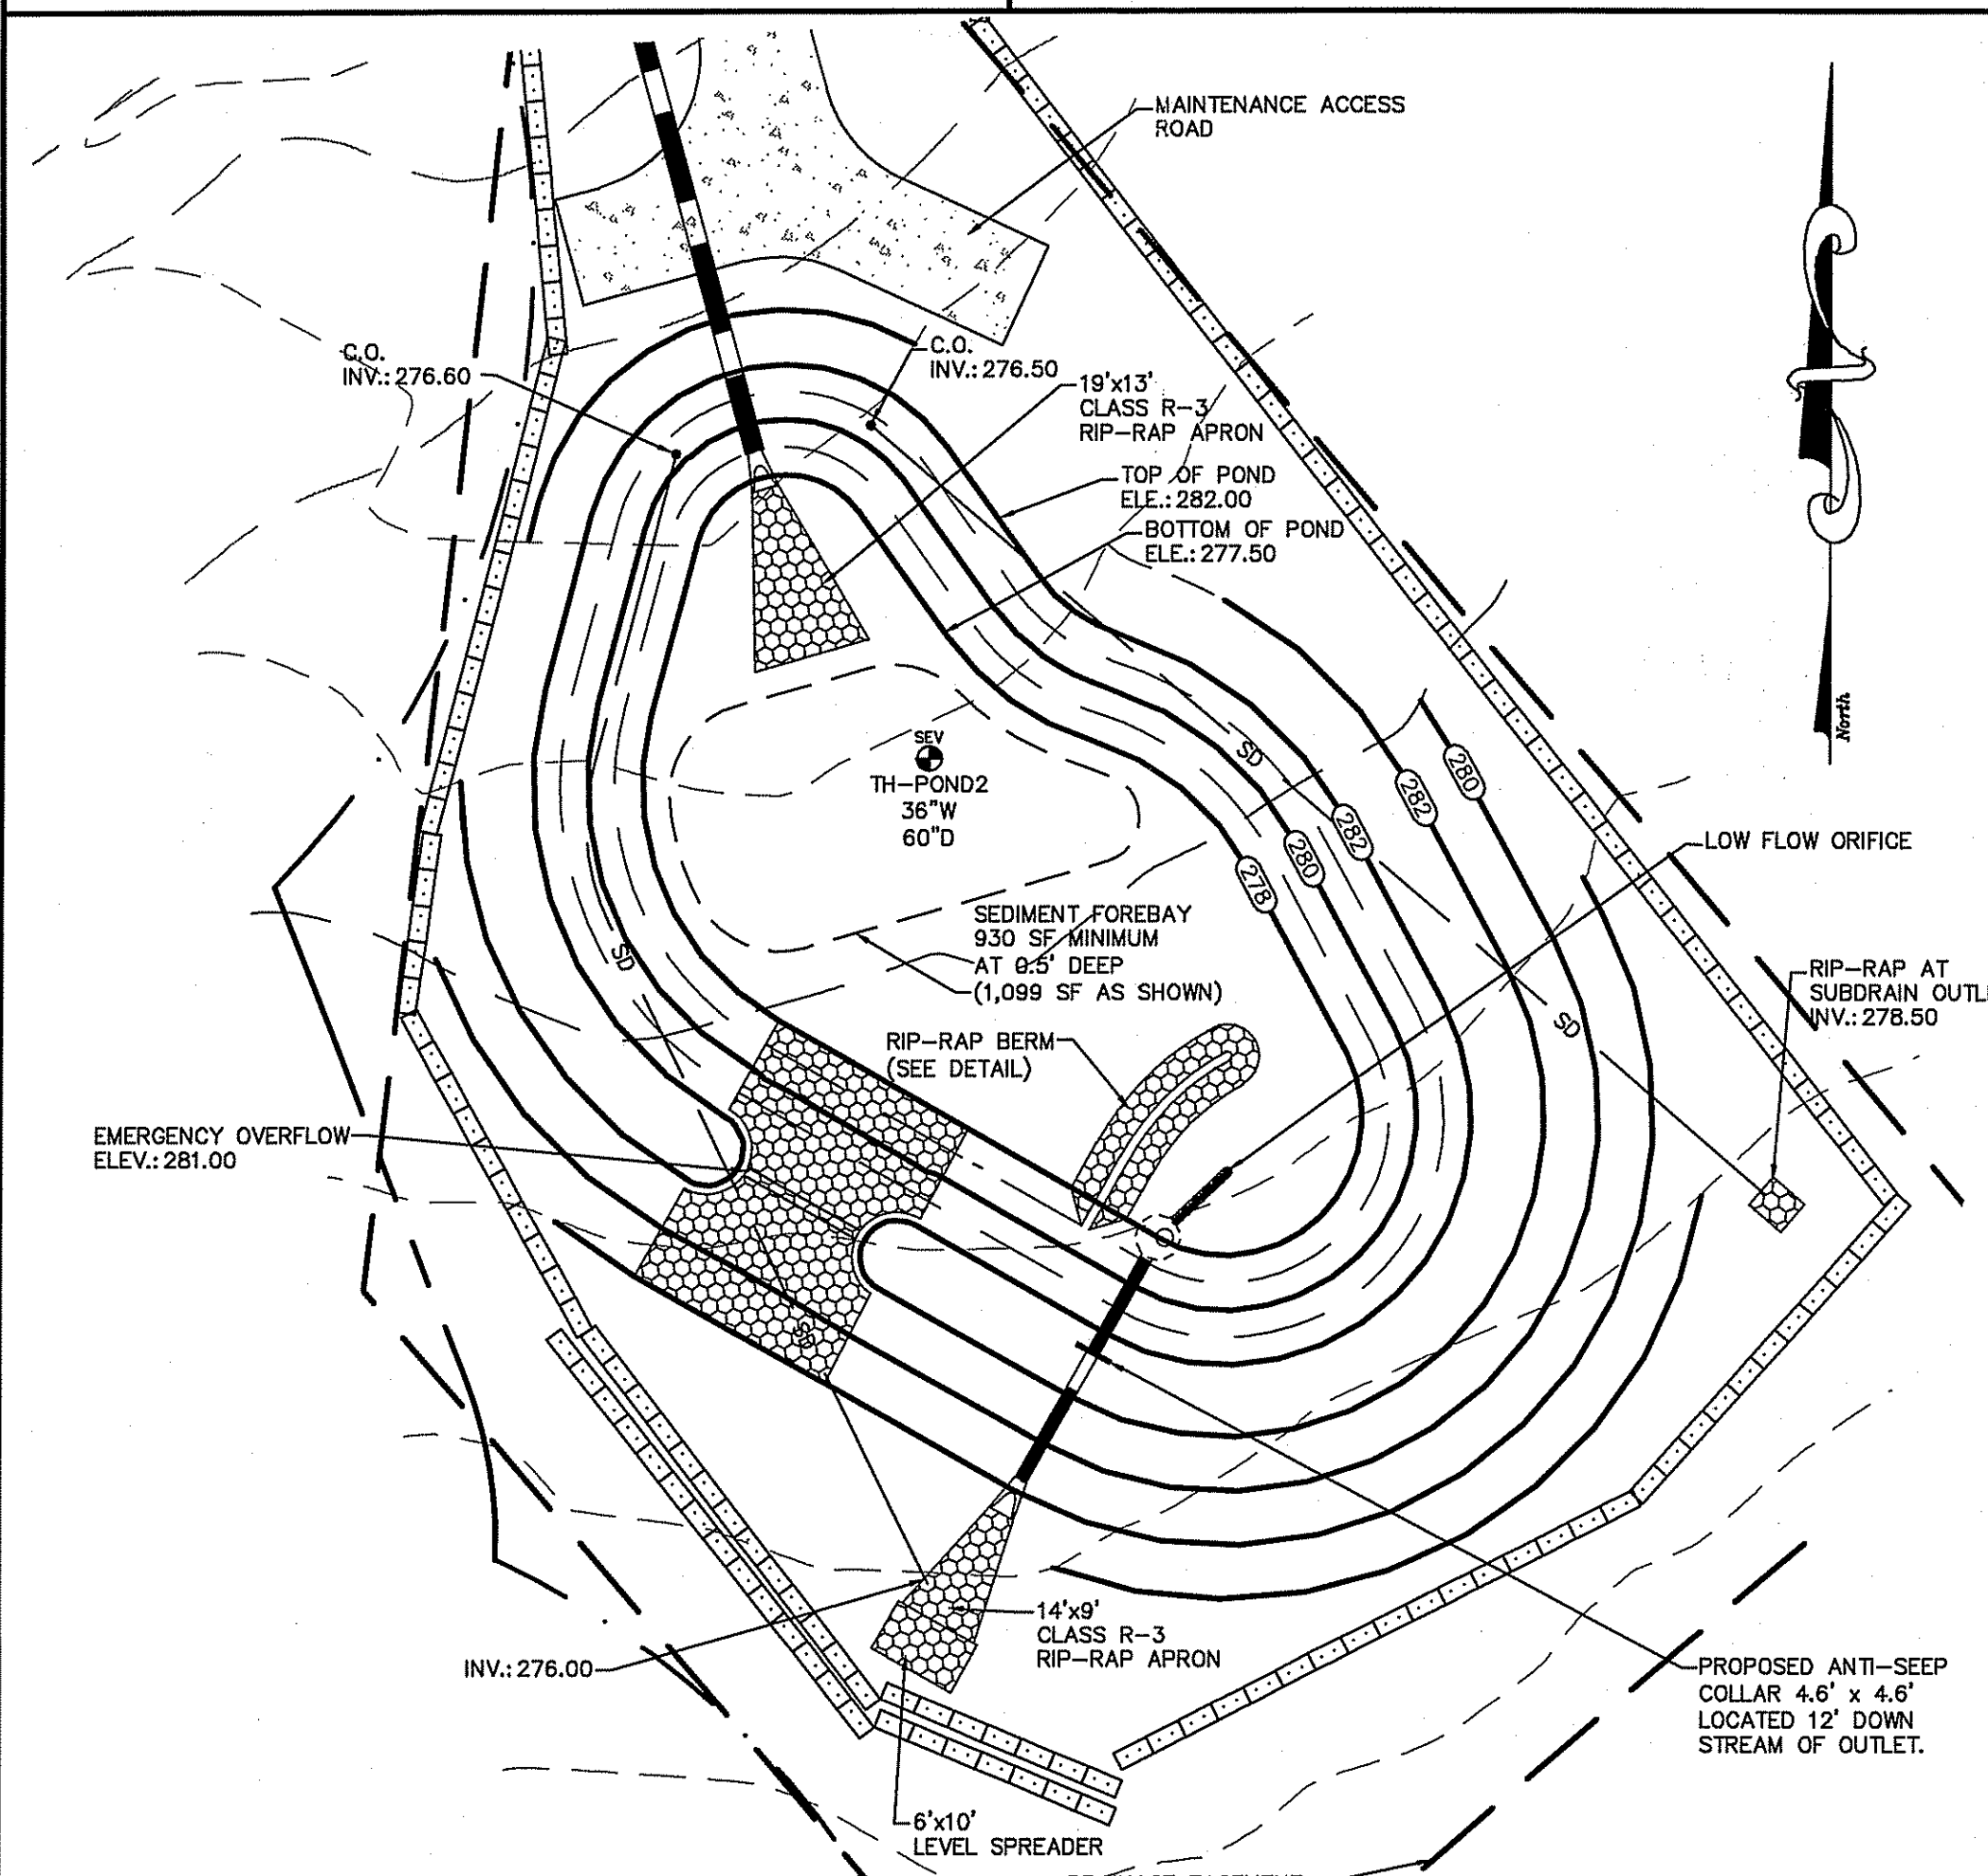 MAINTENANCE ACCESS
ROAD
C.O.
INV.: 276.60
C.O.
INV.: 276.50
19'x13'
CLASS R-3
RIP-RAP APRON
TOP OF POND
ELE.: 282.00
BOTTOM OF POND
ELE.: 277.50
North
SEV
TH-POND2
36"W
60"D
SD
280
282
282
280
278
LOW FLOW ORIFICE
SEDIMENT FOREBAY
930 SF MINIMUM
AT 0.5' DEEP
(1,099 SF AS SHOWN)
SD
RIP-RAP AT
SUBDRAIN OUTL
INV.: 278.50
SD
RIP-RAP BERM
(SEE DETAIL)
EMERGENCY OVERFLOW
ELEV.: 281.00
SD
14'x9'
CLASS R-3
RIP-RAP APRON
INV.: 276.00
PROPOSED ANTI-SEEP
COLLAR 4.6' x 4.6'
LOCATED 12' DOWN
STREAM OF OUTLET.
6'x10'
LEVEL SPREADER